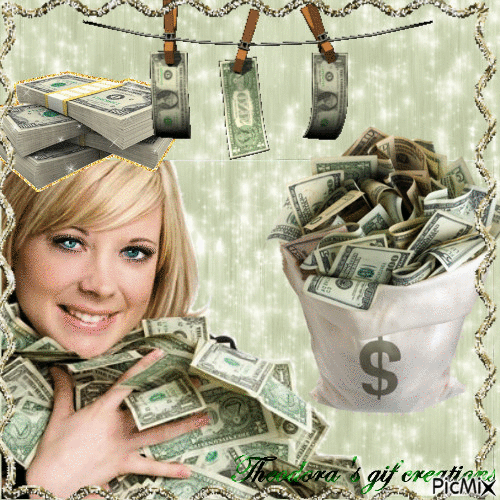 $
Theodora 's gif creations
PicMix